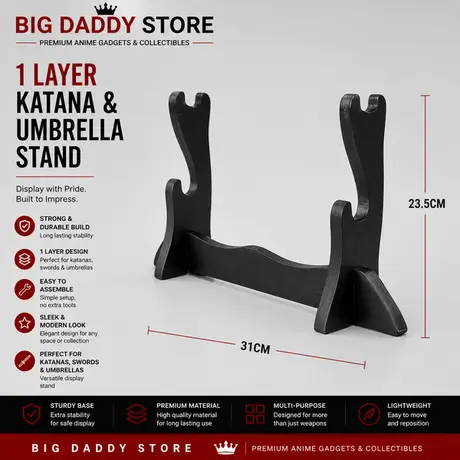 BIG DADDY STORE
PREMIUM ANIME GADGETS & COLLECTIBLES
1 LAYER
KATANA &
UMBRELLA
STAND
Display with Pride.
Built to Impress.
STRONG &
DURABLE BUILD
Long lasting stability
1 LAYER DESIGN
Perfect for katanas,
swords & umbrellas
EASY TO
ASSEMBLE
Simple setup,
no extra tools
SLEEK &
MODERN LOOK
Elegant design for any
space or collection
PERFECT FOR
KATANAS, SWORDS
& UMBRELLAS
Versatile display
stand
23.5CM
31CM
STURDY BASE
Extra stability
for safe display
PREMIUM MATERIAL
High quality material
for long lasting use
MULTI-PURPOSE
Designed for more
than just weapons
LIGHTWEIGHT
Easy to move
and reposition
BIG DADDY STORE
PREMIUM ANIME GADGETS & COLLECTIBLES